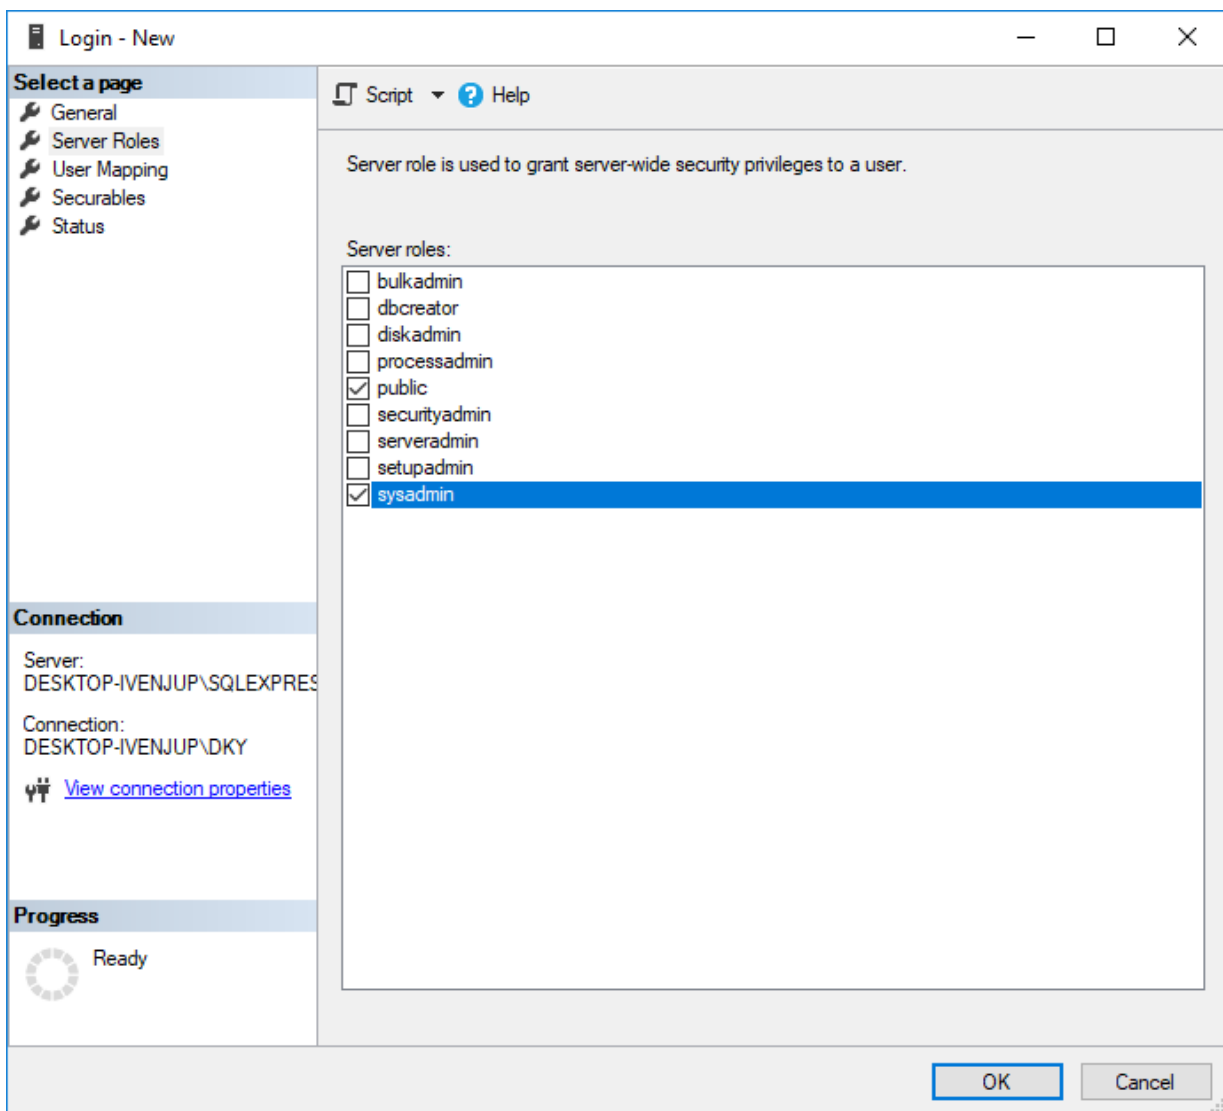 Login - New
Select a page
General
Server Roles
User Mapping
Securables
Status
Script
Help
Server role is used to grant server-wide security privileges to a user.
Server roles:
bulkadmin
dbcreator
diskadmin
processadmin
public
securityadmin
serveradmin
setupadmin
sysadmin
Connection
Server:
DESKTOP-IVENJUP\SQLEXPRES
Connection:
DESKTOP-IVENJUP\DKY
View connection properties
Progress
Ready
OK
Cancel